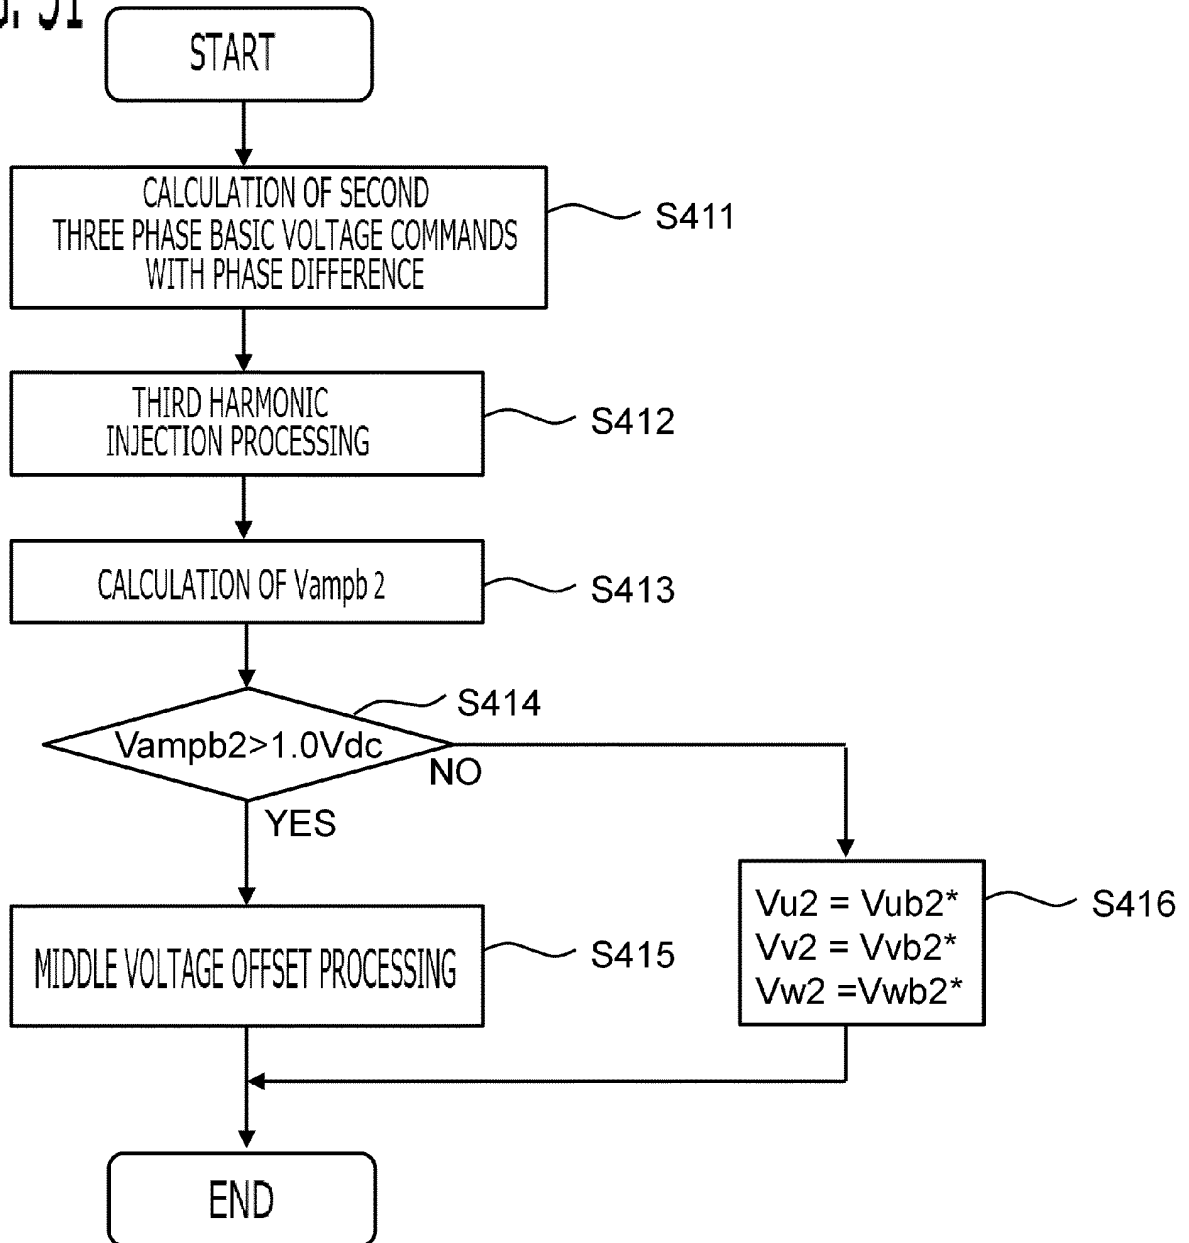 START
CALCULATION OF SECOND
THREE PHASE BASIC VOLTAGE COMMANDS
WITH PHASE DIFFERENCE
S411
THIRD HARMONIC
INJECTION PROCESSING
S412
CALCULATION OF Vampb 2
S413
S414
Vampb2>1.0Vdc
NO
YES
MIDDLE VOLTAGE OFFSET PROCESSING
S415
Vu2 = Vub2*
Vv2 = Vvb2*
Vw2 =Vwb2*
S416
END